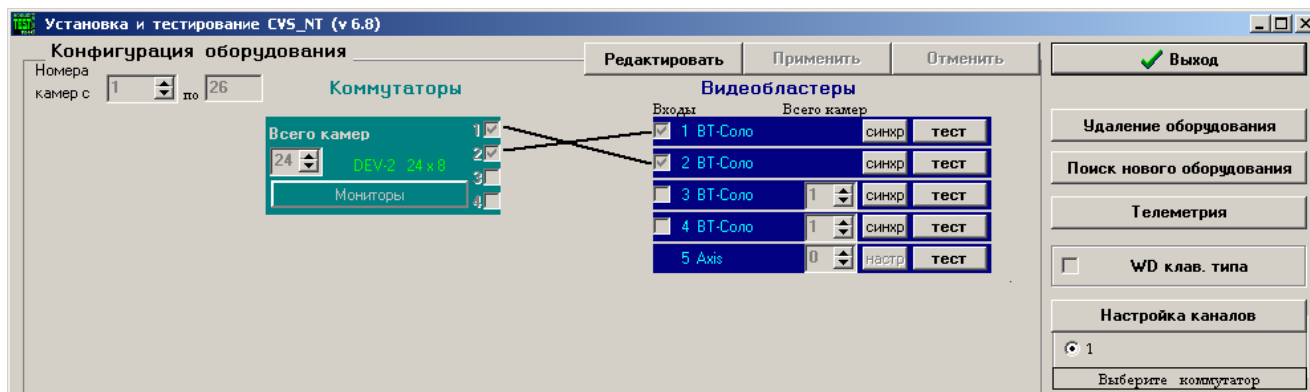 TEST
Установка и тестирование CVS_NT (v 6.8)
Конфигурация оборудования
Редактировать
Применить
Отменить
Выход
Номера
камер с 1 по 26
Коммутаторы
Видеобластеры
Входы Всего камер
Всего камер 1
24 DEV-2 24 x 8 2
3
Мониторы 4
1 ВТ-Соло синхр тест
2 ВТ-Соло синхр тест
3 ВТ-Соло 1 синхр тест
4 ВТ-Соло 1 синхр тест
5 Axis 0 настр тест
Удаление оборудования
Поиск нового оборудования
Телеметрия
WD клав. типа
Настройка каналов
1
Выберите коммутатор